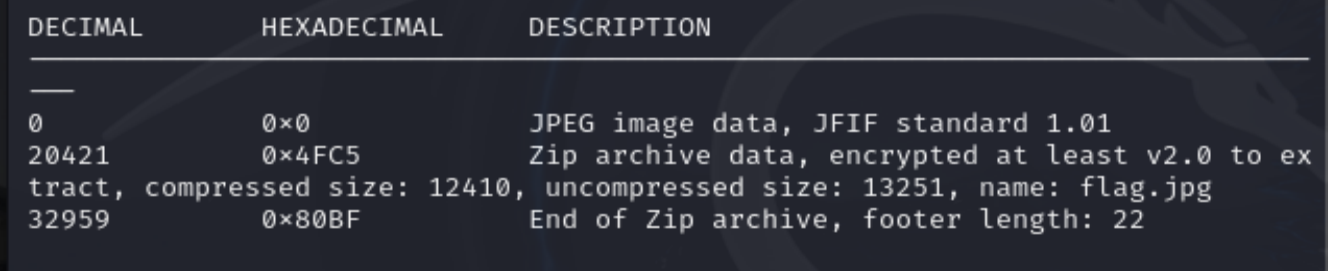 DECIMAL HEXADECIMAL DESCRIPTION
0 0×0 JPEG image data, JFIF standard 1.01
20421 0×4FC5 Zip archive data, encrypted at least v2.0 to ex
tract, compressed size: 12410, uncompressed size: 13251, name: flag.jpg
32959 0×80BF End of Zip archive, footer length: 22